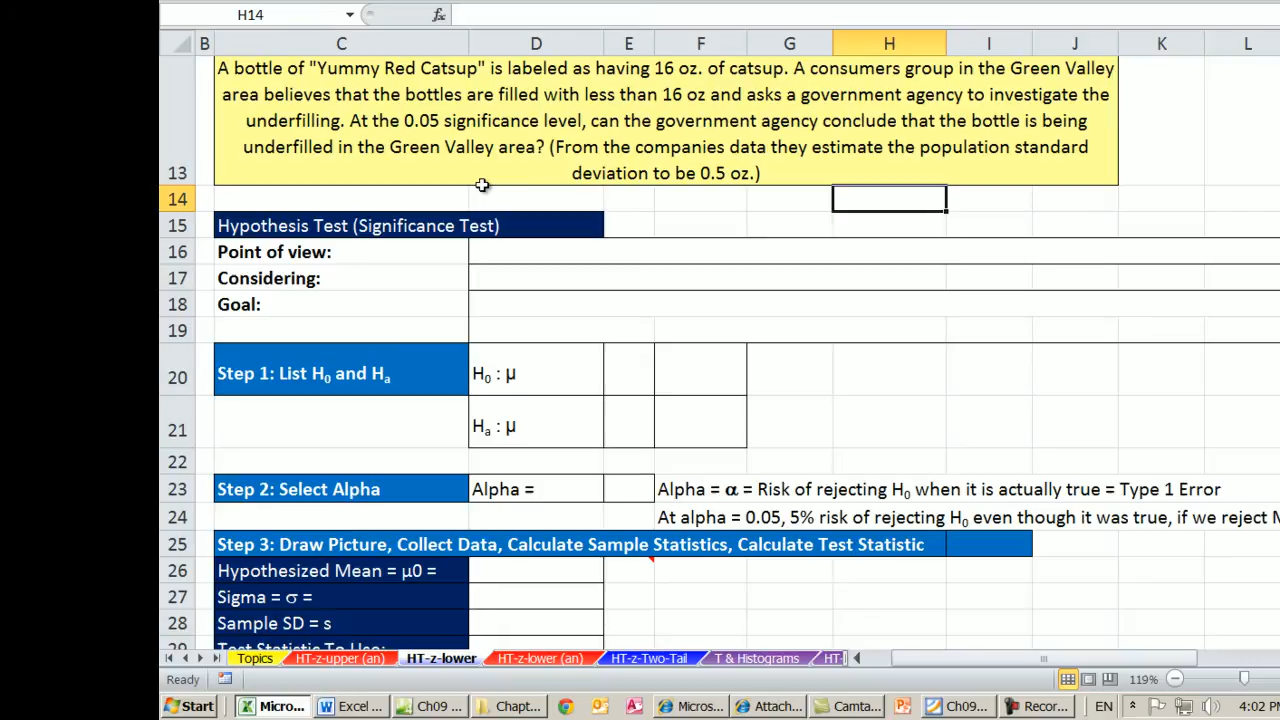 H14
fx
B C D E F G H I J K L
13 A bottle of "Yummy Red Catsup" is labeled as having 16 oz. of catsup. A consumers group in the Green Valley
area believes that the bottles are filled with less than 16 oz and asks a government agency to investigate the
underfilling. At the 0.05 significance level, can the government agency conclude that the bottle is being
underfilled in the Green Valley area? (From the companies data they estimate the population standard
deviation to be 0.5 oz.)
14
15 Hypothesis Test (Significance Test)
16 Point of view:
17 Considering:
18 Goal:
19
20 Step 1: List H₀ and Hₐ H₀ : μ
21 Hₐ : μ
22
23 Step 2: Select Alpha Alpha = Alpha = α = Risk of rejecting H₀ when it is actually true = Type 1 Error
24 At alpha = 0.05, 5% risk of rejecting H₀ even though it was true, if we reject
25 Step 3: Draw Picture, Collect Data, Calculate Sample Statistics, Calculate Test Statistic
26 Hypothesized Mean = μ0 =
27 Sigma = σ =
28 Sample SD = s
29 Test Statistic To Use:
Topics HT-z-upper (an) HT-z-lower HT-z-lower (an) HT-z-Two-Tail T & Histograms HT-
Ready 119%
Start Micro... Excel ... Ch09 ... Chapt... Micros... Attach... Camta... Ch09... Recor... EN 4:02 PM